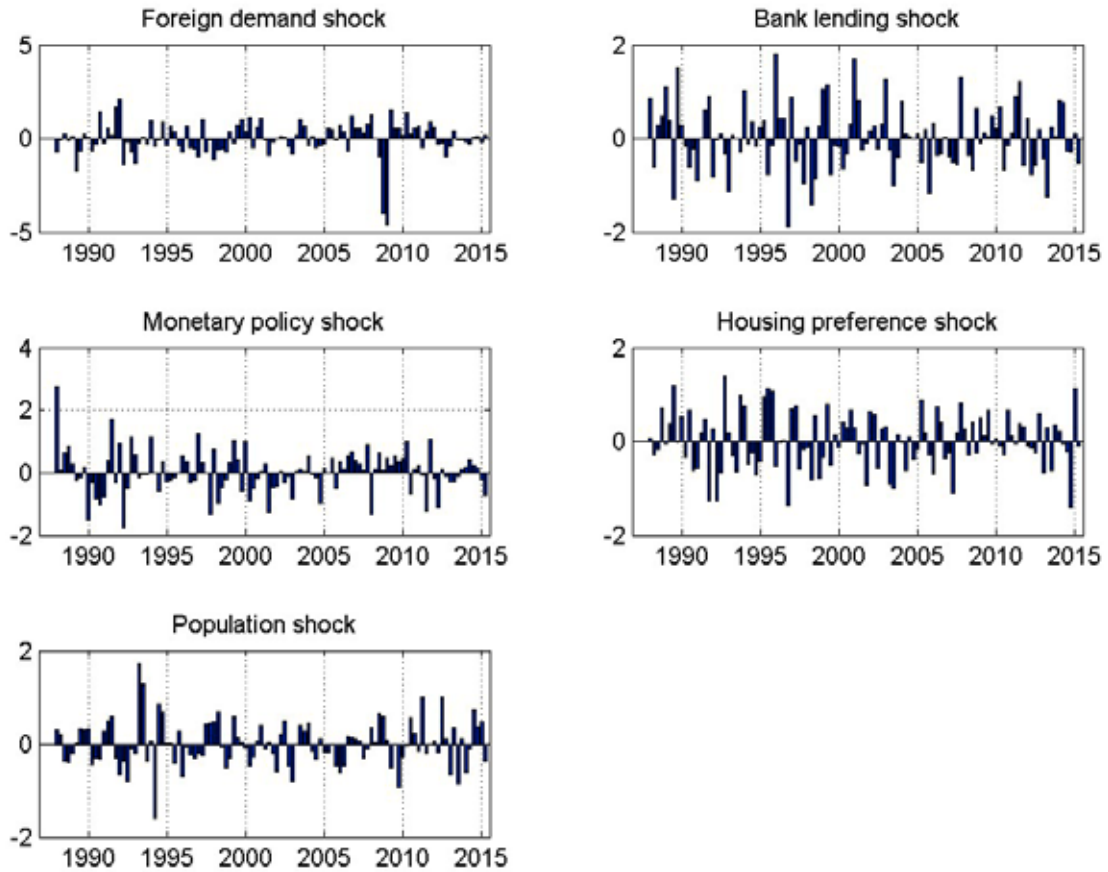 Foreign demand shock
5
0
-5
1990 1995 2000 2005 2010 2015
Bank lending shock
2
0
-2
1990 1995 2000 2005 2010 2015
Monetary policy shock
4
2
0
-2
1990 1995 2000 2005 2010 2015
Housing preference shock
2
0
-2
1990 1995 2000 2005 2010 2015
Population shock
2
0
-2
1990 1995 2000 2005 2010 2015